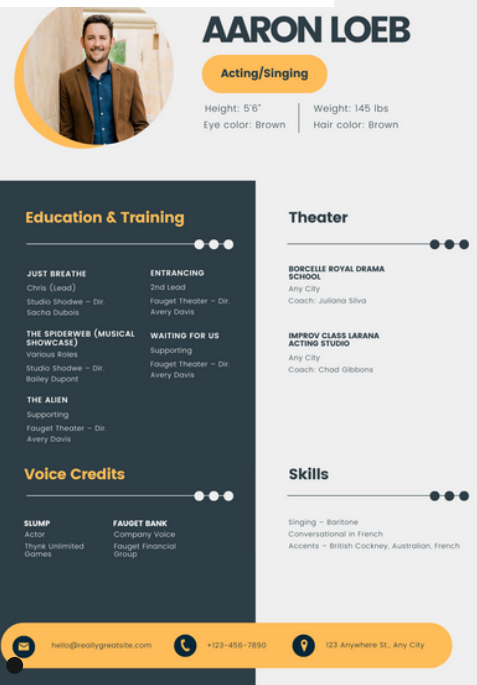 AARON LOEB
Acting/Singing
Height: 5'6"
Weight: 145 lbs
Eye color: Brown
Hair color: Brown
Education & Training
JUST BREATHE
Chris (Lead)
Studio Shodwe – Dir.
Sacha Dubois
ENTRANCING
2nd Lead
Fauget Theater – Dir.
Avery Davis
THE SPIDERWEB (MUSICAL
SHOWCASE)
Various Roles
Studio Shodwe – Dir.
Bailey Dupont
WAITING FOR US
Supporting
Fauget Theater – Dir.
Avery Davis
THE ALIEN
Supporting
Fauget Theater – Dir.
Avery Davis
Theater
BORCELLE ROYAL DRAMA
SCHOOL
Any City
Coach: Juliana Silva
IMPROV CLASS LARANA
ACTING STUDIO
Any City
Coach: Chad Gibbons
Voice Credits
SLUMP
Actor
Thynk Unlimited
Games
FAUGET BANK
Company Voice
Fauget Financial
Group
Skills
Singing – Baritone
Conversational in French
Accents – British Cockney, Australian, French
hello@reallygreatsite.com
+123-456-7890
123 Anywhere St., Any City